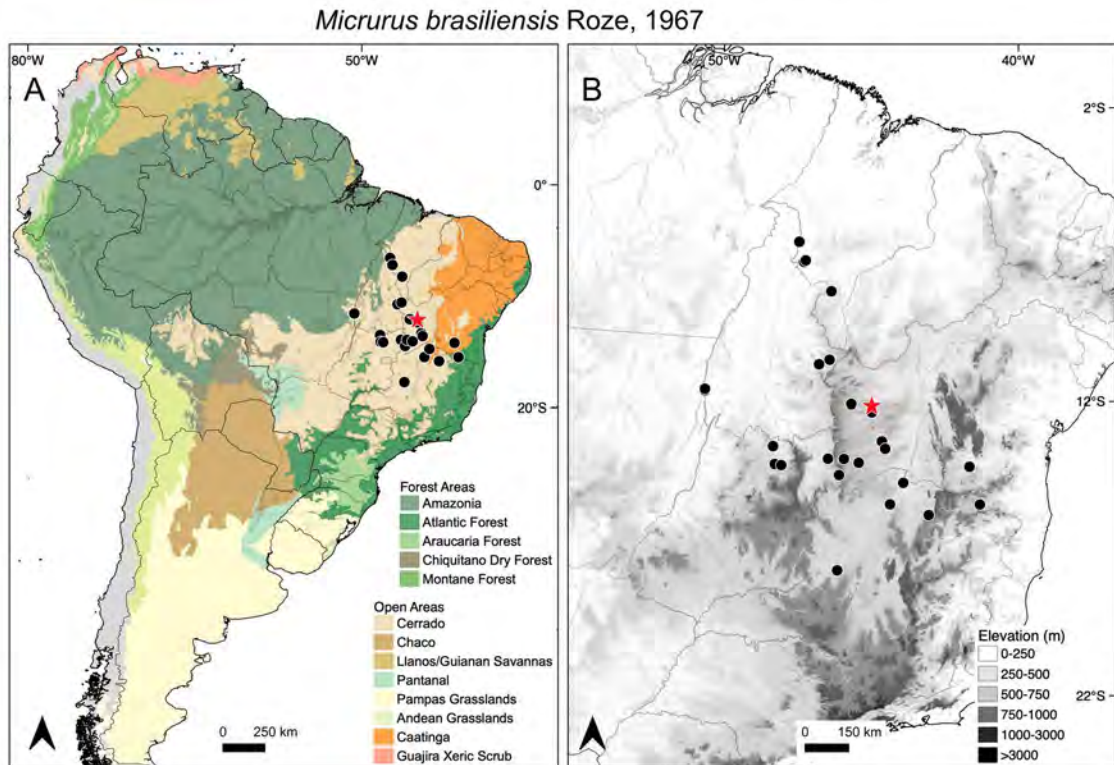 Micrurus brasiliensis Roze, 1967
80°W
50°W
A
0°
20°S
Forest Areas
Amazonia
Atlantic Forest
Araucaria Forest
Chiquitano Dry Forest
Montane Forest
Open Areas
Cerrado
Chaco
Llanos/Guianan Savannas
Pantanal
Pampas Grasslands
Andean Grasslands
Caatinga
Guajira Xeric Scrub
0 250 km
50°W
40°W
B
2°S
12°S
22°S
Elevation (m)
0-250
250-500
500-750
750-1000
1000-3000
>3000
0 150 km